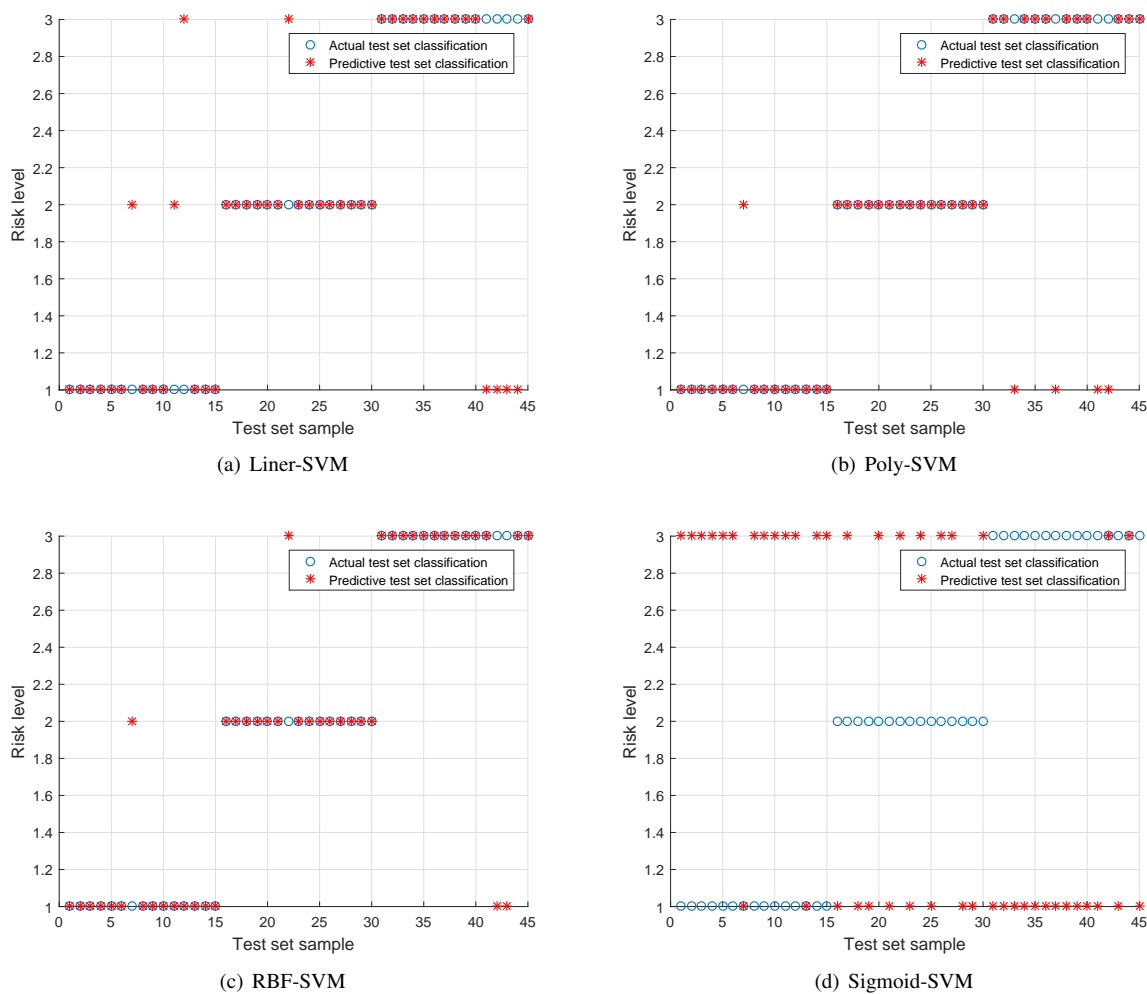 3
2.8
2.6
2.4
2.2
2
1.8
1.6
1.4
1.2
1
Risk level
Actual test set classification
Predictive test set classification
0 5 10 15 20 25 30 35 40 45
Test set sample
(a) Liner-SVM
3
2.8
2.6
2.4
2.2
2
1.8
1.6
1.4
1.2
1
Risk level
Actual test set classification
Predictive test set classification
0 5 10 15 20 25 30 35 40 45
Test set sample
(b) Poly-SVM
3
2.8
2.6
2.4
2.2
2
1.8
1.6
1.4
1.2
1
Risk level
Actual test set classification
Predictive test set classification
0 5 10 15 20 25 30 35 40 45
Test set sample
(c) RBF-SVM
3
2.8
2.6
2.4
2.2
2
1.8
1.6
1.4
1.2
1
Risk level
Actual test set classification
Predictive test set classification
0 5 10 15 20 25 30 35 40 45
Test set sample
(d) Sigmoid-SVM